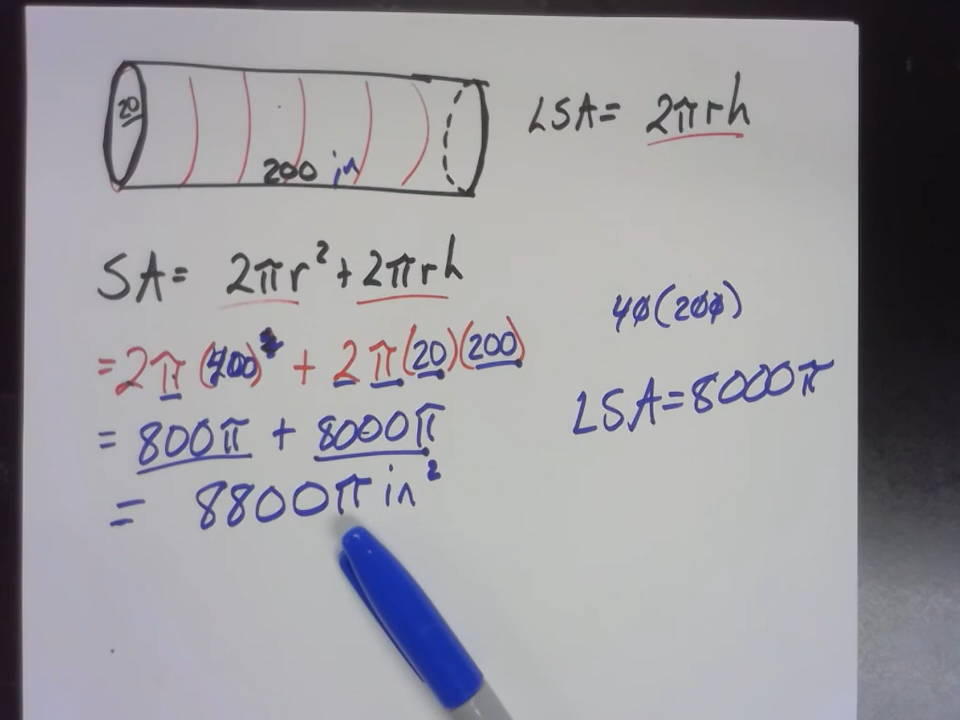 20
200 in
LSA= 2πrh
SA= 2πr²+2πrh
40(200)
=2π(400) + 2π(20)(200)
LSA=8000π
= 800π + 8000π
= 8800π in²